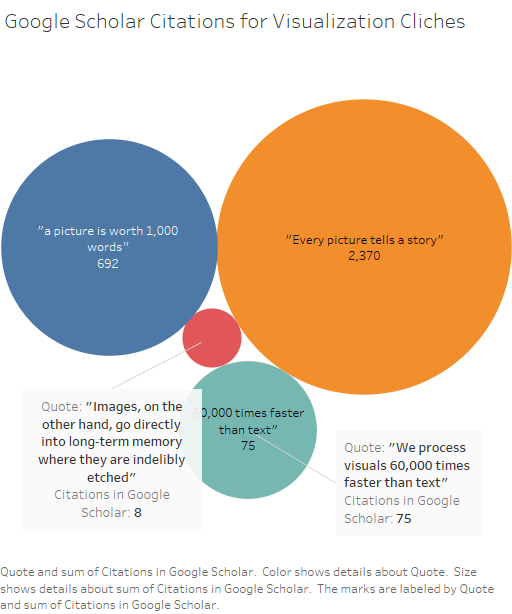 Google Scholar Citations for Visualization Cliches
"a picture is worth 1,000
words"
692
"Every picture tells a story"
2,370
0,000 times faster
than text"
75
Quote: "Images, on the
other hand, go directly
into long-term memory
where they are indelibly
etched"
Citations in Google
Scholar: 8
Quote: "We process
visuals 60,000 times
faster than text"
Citations in Google
Scholar: 75
Quote and sum of Citations in Google Scholar. Color shows details about Quote. Size
shows details about sum of Citations in Google Scholar. The marks are labeled by Quote
and sum of Citations in Google Scholar.